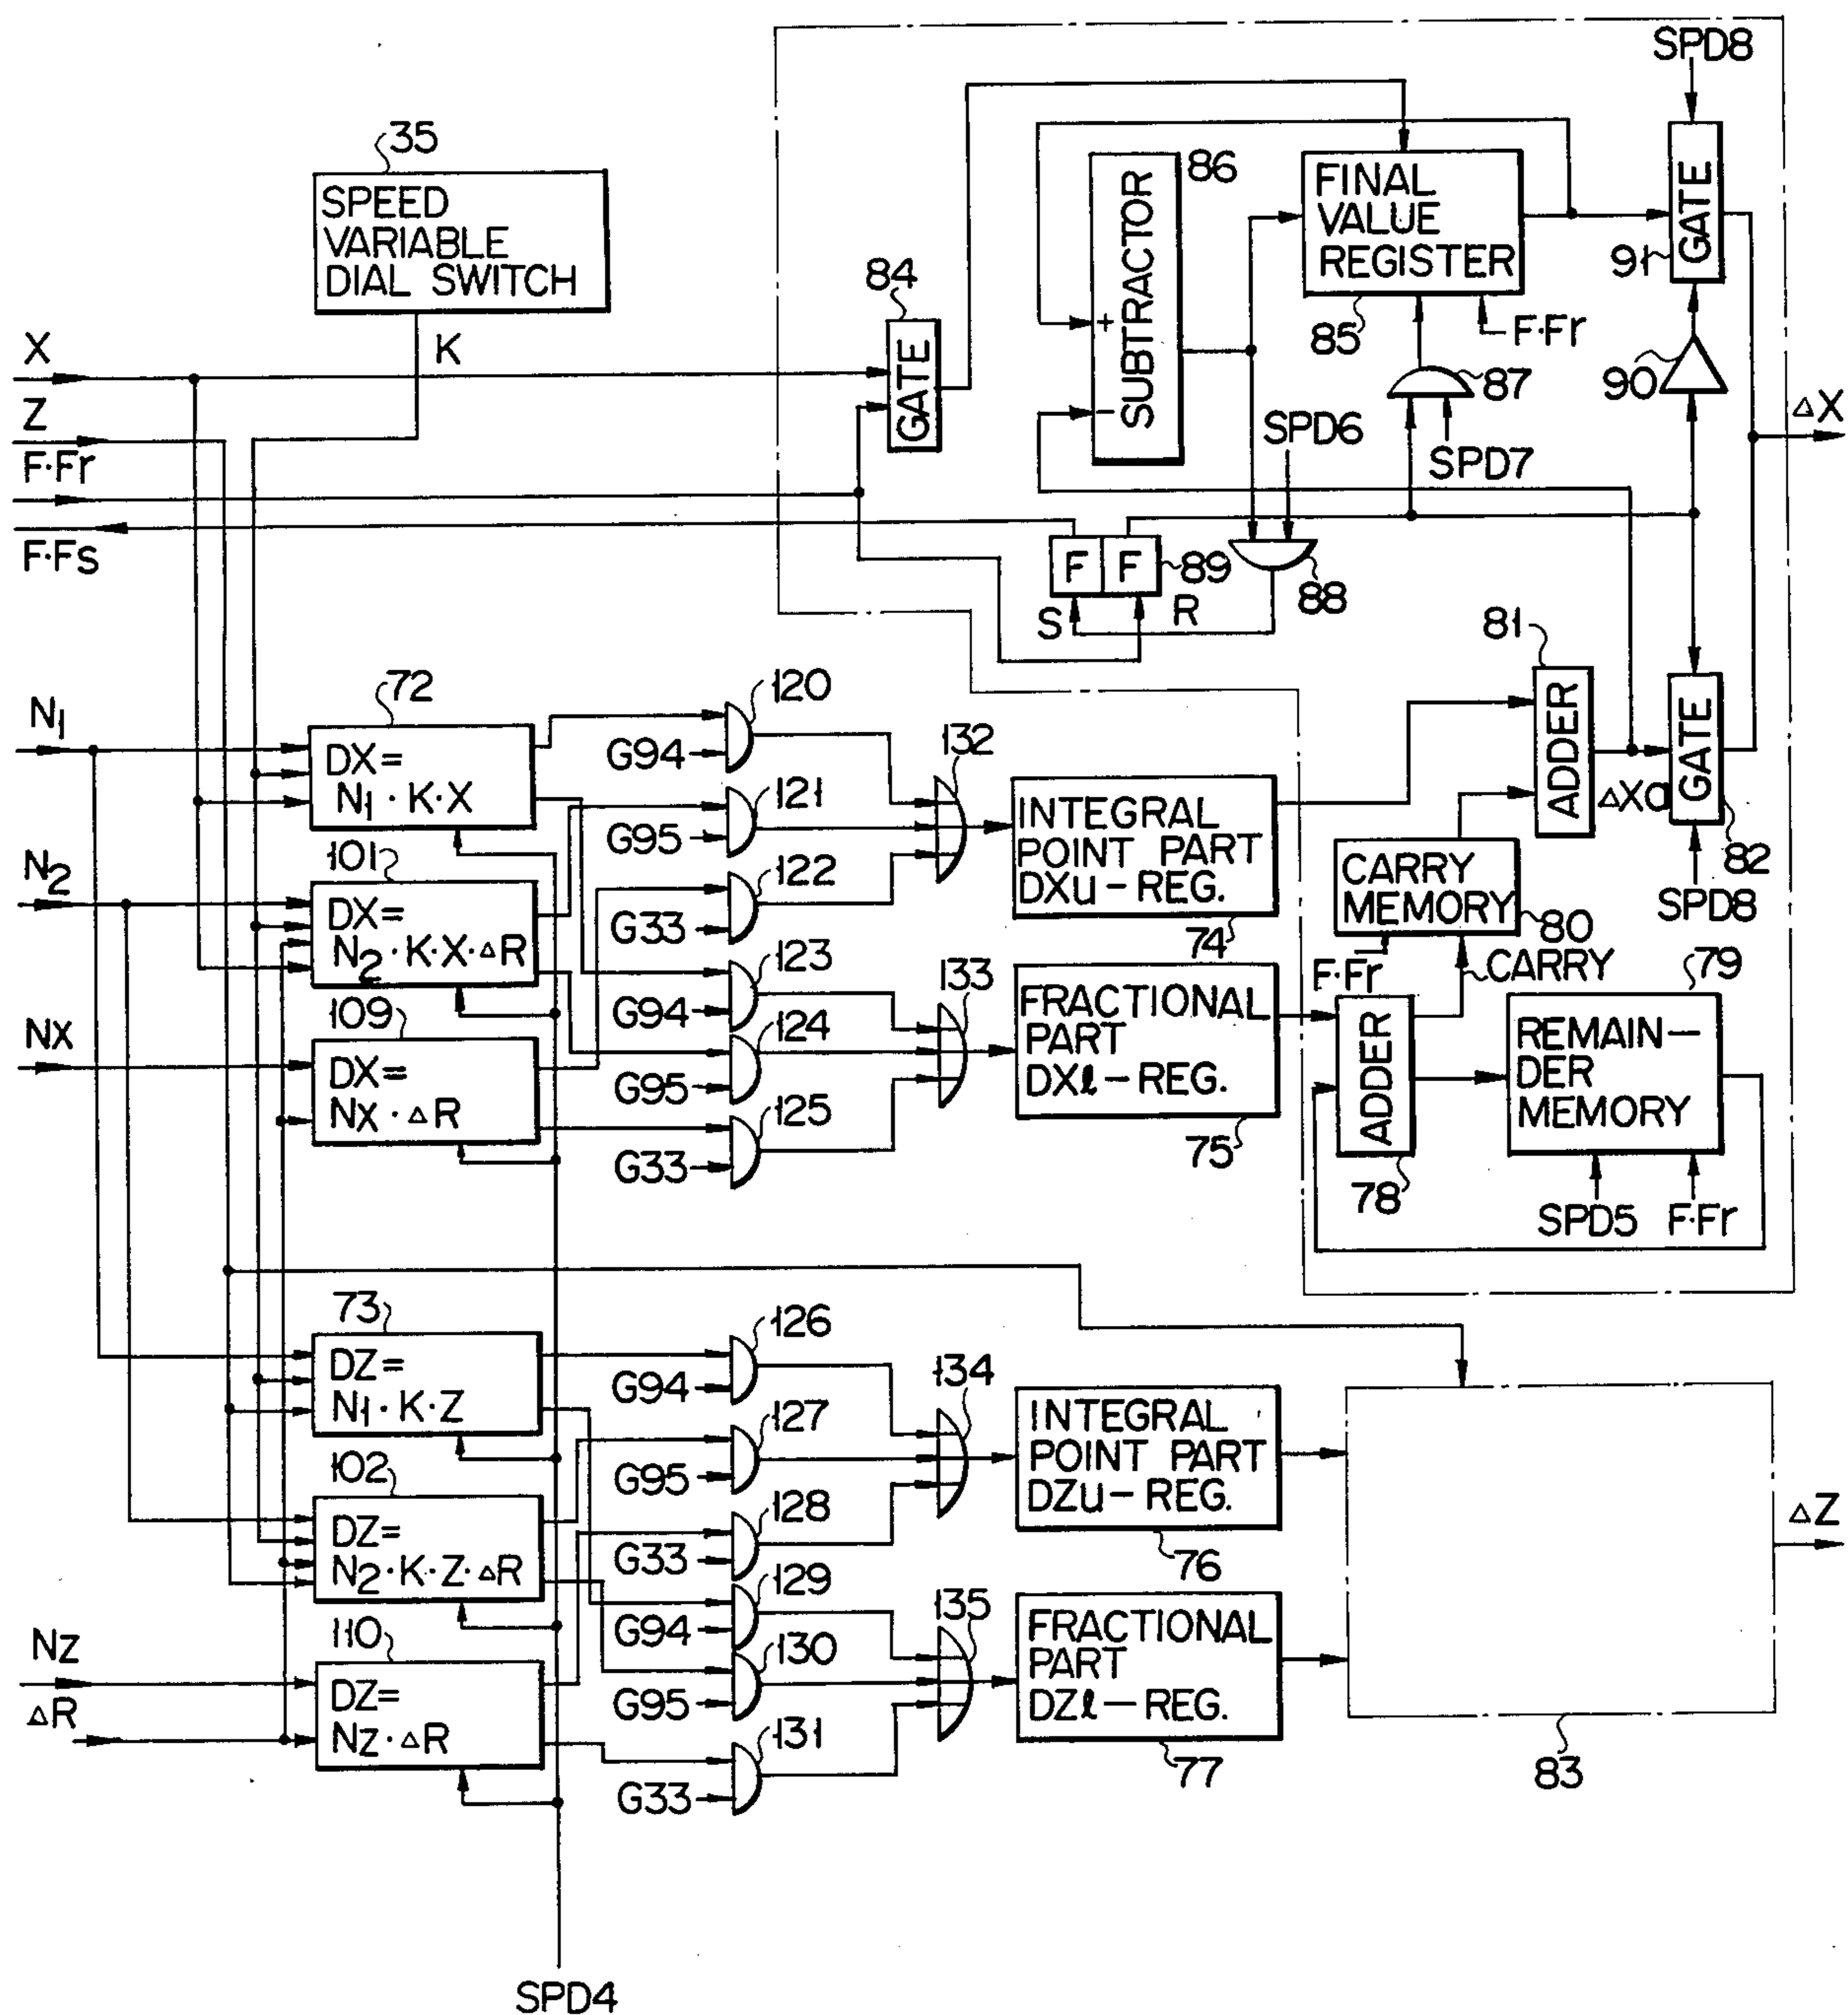 SPD8
35
SPEED
VARIABLE
DIAL SWITCH
K
84
GATE
SUBTRACTOR
+
−
86
FINAL
VALUE
REGISTER
85
F·Fr
91
GATE
90
87
SPD7
SPD6
88
F F
89
S
R
X
Z
F·Fr
F·Fs
ΔX
81
ADDER
ΔXa
GATE
82
SPD8
N1
72
DX=
N1·K·X
120
G94
121
G95
122
G33
132
INTEGRAL
POINT PART
DXu-REG.
74
CARRY
MEMORY
80
F·Fr
CARRY
N2
101
DX=
N2·K·X·ΔR
123
G94
124
G95
125
G33
133
FRACTIONAL
PART
DXl-REG.
75
ADDER
78
79
REMAIN-
DER
MEMORY
SPD5
F·Fr
NX
109
DX=
NX·ΔR
73
DZ=
N1·K·Z
126
G94
127
G95
128
G33
134
INTEGRAL
POINT PART
DZu-REG.
76
ΔZ
102
DZ=
N2·K·Z·ΔR
129
G94
130
G95
131
G33
135
FRACTIONAL
PART
DZl-REG.
77
83
NZ
ΔR
110
DZ=
NZ·ΔR
SPD4